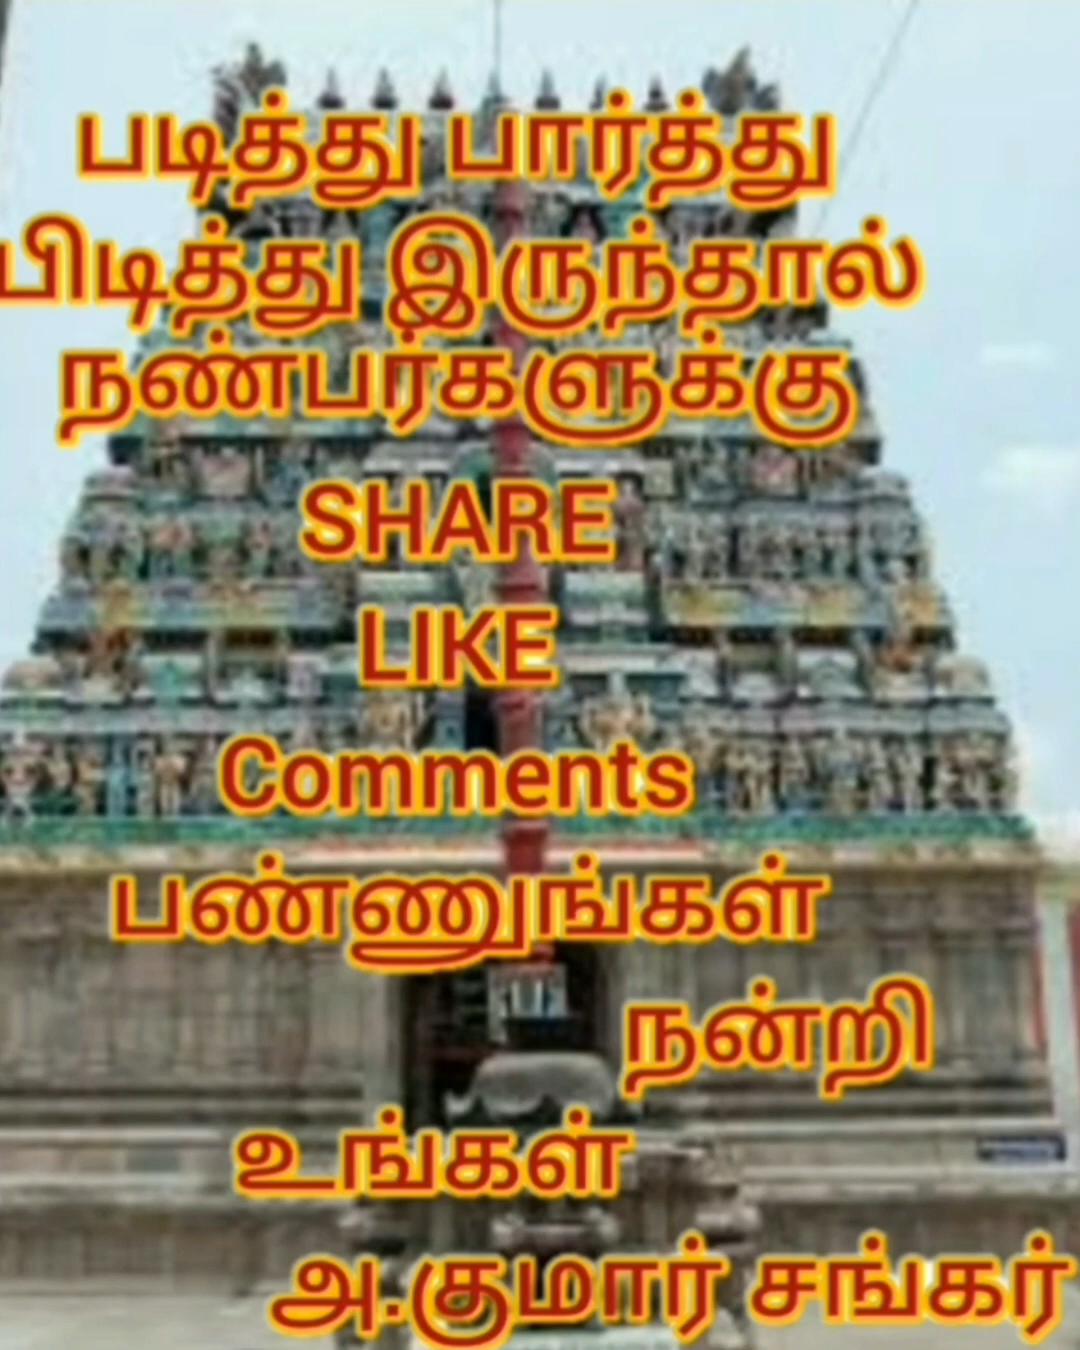 படித்து பார்த்து
பிடித்து இருந்தால்
நண்பர்களுக்கு
SHARE
LIKE
Comments
பண்ணுங்கள்
நன்றி
உங்கள்
அ.குமார் சங்கர்